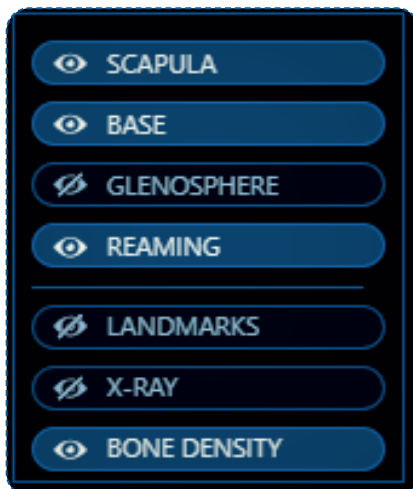 SCAPULA
BASE
GLENOSPHERE
REAMING
LANDMARKS
X-RAY
BONE DENSITY